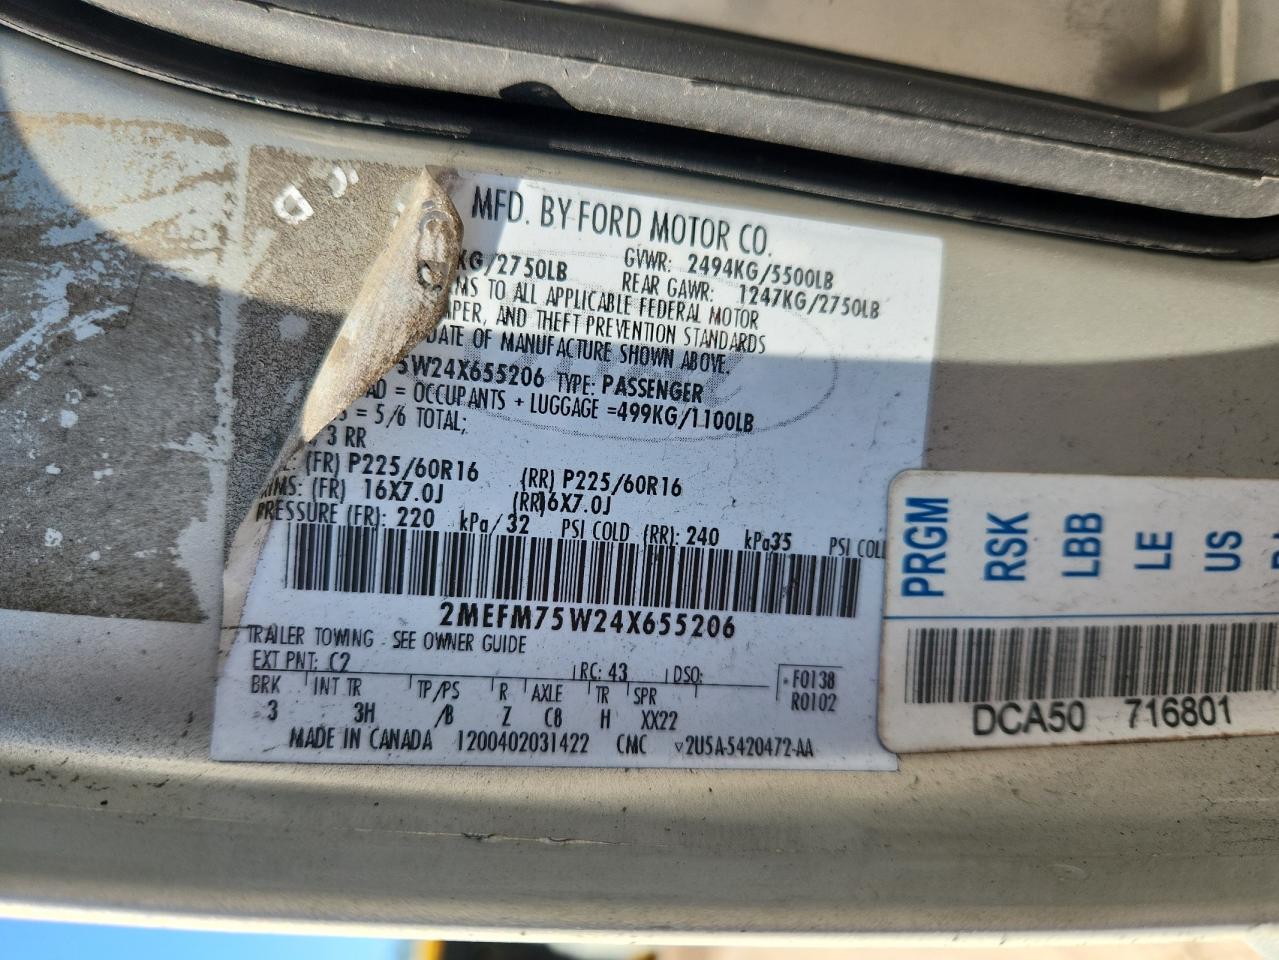 MFD. BY FORD MOTOR CO.
GVWR: 2494KG/5500LB
KG/2750LB REAR GAWR: 1247KG/2750LB
MS TO ALL APPLICABLE FEDERAL MOTOR
PER, AND THEFT PREVENTION STANDARDS
DATE OF MANUFACTURE SHOWN ABOVE.
5W24X655206 TYPE: PASSENGER
AD = OCCUPANTS + LUGGAGE =499KG/1100LB
S = 5/6 TOTAL;
/ 3 RR
: (FR) P225/60R16 (RR) P225/60R16
IMS: (FR) 16X7.0J (RR)16X7.0J
PRESSURE (FR): 220 kPa/ 32 PSI COLD (RR): 240 kPa35 PSI COL
2MEFM75W24X655206
TRAILER TOWING - SEE OWNER GUIDE
EXT PNT: C2 RC: 43 DSO: F0138
BRK INT TR TP/PS R AXLE TR SPR R0102
3 3H /B Z C8 H XX22
MADE IN CANADA 1200402031422 CNC ▽2U5A-5420472-AA
PRGM
RSK
LBB
LE
US
DCA50 716801